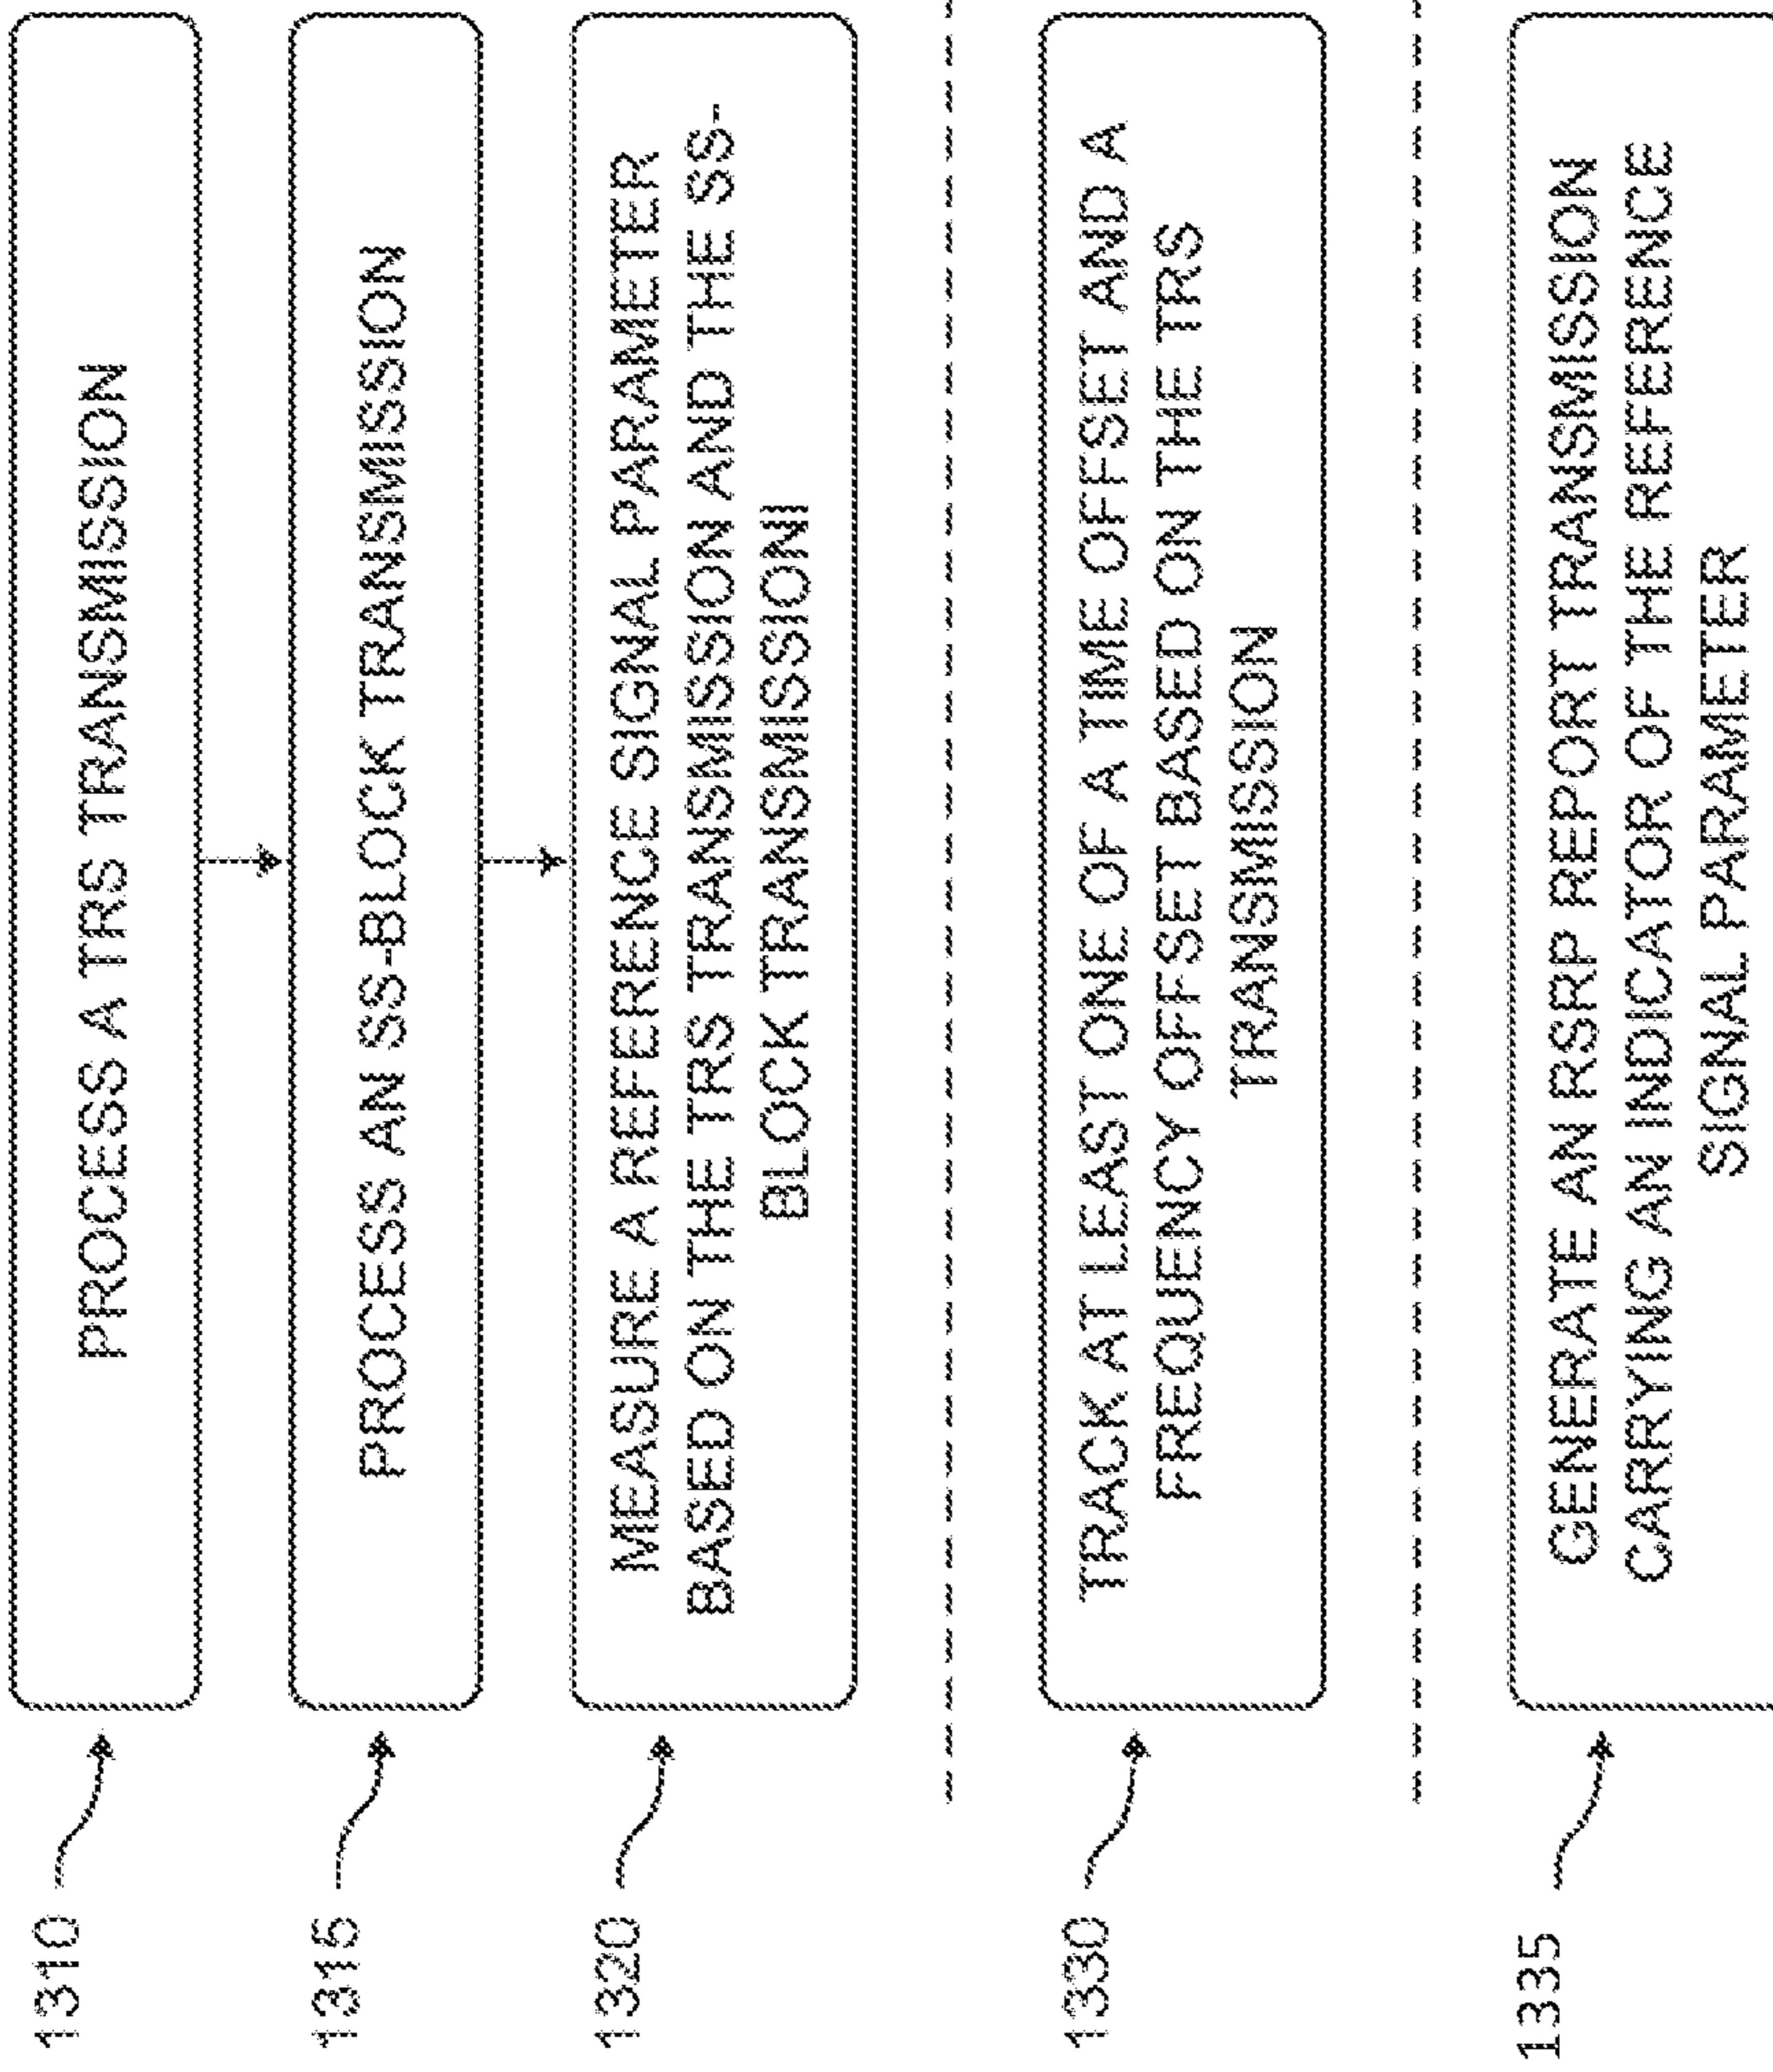 1310
PROCESS A TRS TRANSMISSION
1315
PROCESS AN SS-BLOCK TRANSMISSION
1320
MEASURE A REFERENCE SIGNAL PARAMETER
BASED ON THE TRS TRANSMISSION AND THE SS-
BLOCK TRANSMISSIONI
1330
TRACK AT LEAST ONE OF A TIME OFFSET AND A
FREQUENCY OFFSET BASED ON THE TRS
TRANSMISSION
1335
GENERATE AN RSRP REPORT TRANSMISSION
CARRYING AN INDICATOR OF THE REFERENCE
SIGNAL PARAMETER